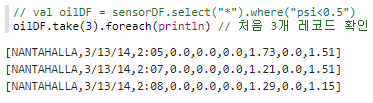 // val oilDF = sensorDF.select("*").where("psi<0.5")
oilDF.take(3).foreach(println) // 처음 3개 레코드 확인
[NANTAHALLA,3/13/14,2:05,0.0,0.0,0.0,1.73,0.0,1.51]
[NANTAHALLA,3/13/14,2:07,0.0,0.0,0.0,1.21,0.0,1.51]
[NANTAHALLA,3/13/14,2:08,0.0,0.0,0.0,1.29,0.0,1.15]